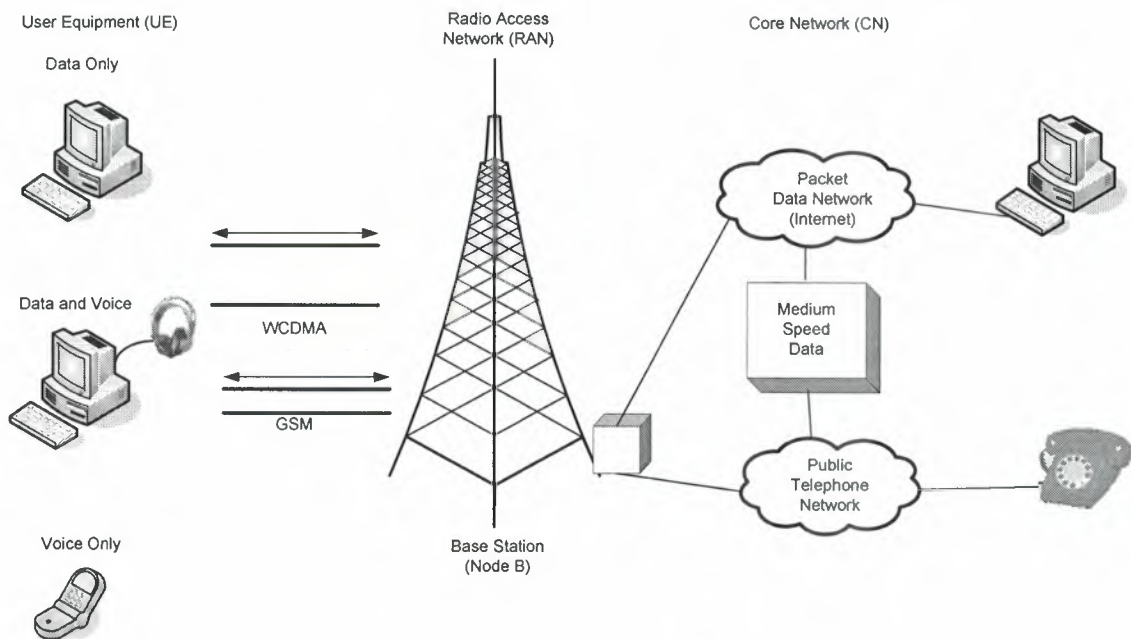 User Equipment (UE)
Radio Access
Network (RAN)
Core Network (CN)
Data Only
Packet
Data Network
(Internet)
Data and Voice
WCDMA
Medium
Speed
Data
GSM
Public
Telephone
Network
Voice Only
Base Station
(Node B)